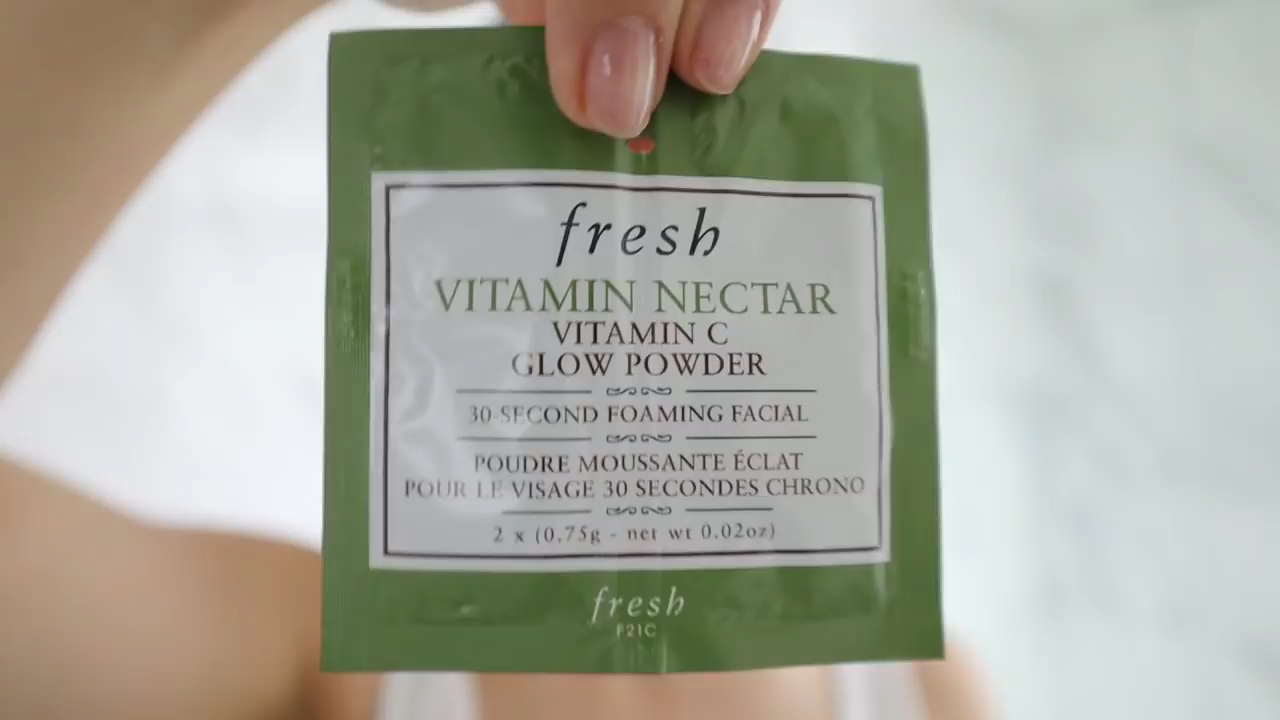 fresh
VITAMIN NECTAR
VITAMIN C
GLOW POWDER
30-SECOND FOAMING FACIAL
POUDRE MOUSSANTE ÉCLAT
POUR LE VISAGE 30 SECONDES CHRONO
2 x (0.75g - net wt 0.02oz)
fresh
F21C